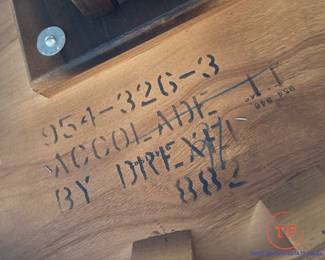 954-326-3
ACCOLADE II
BY DREXEL
882